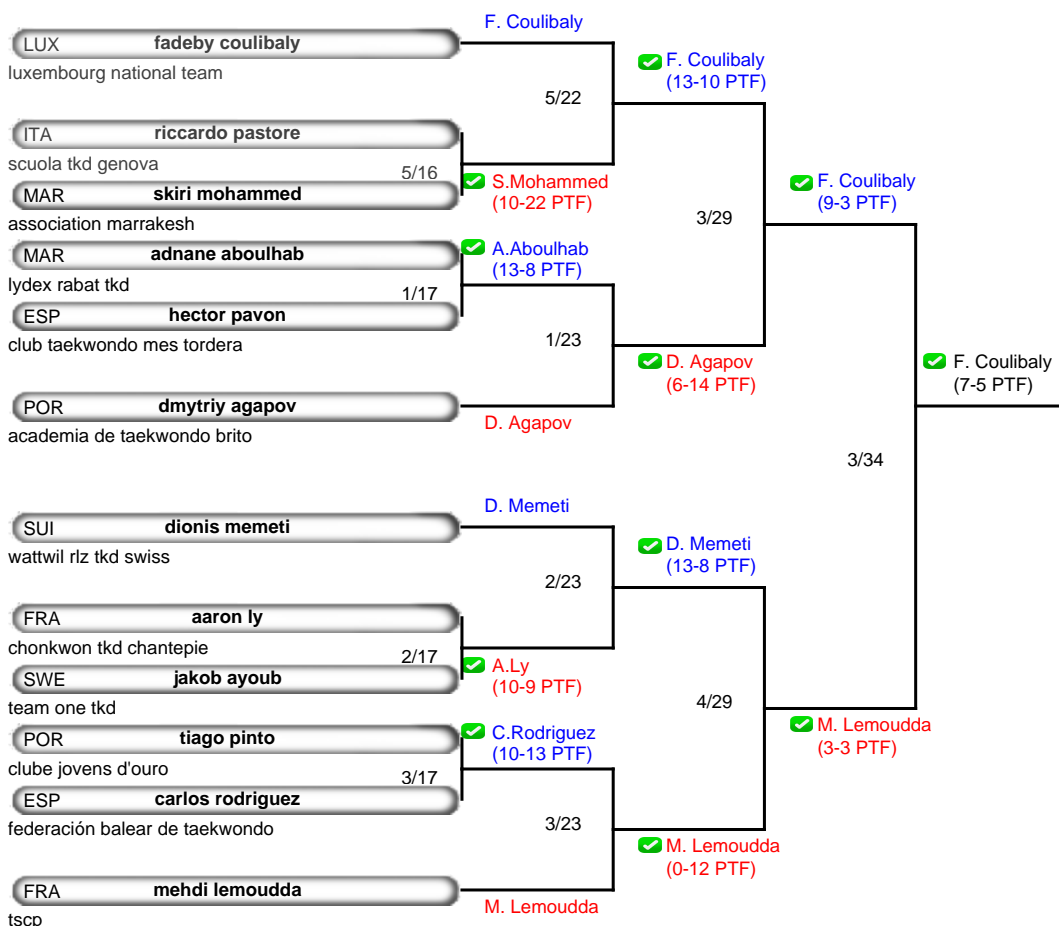 F. Coulibaly
LUX fadeby coulibaly
luxembourg national team
F. Coulibaly
(13-10 PTF)
5/22
ITA riccardo pastore
scuola tkd genova
5/16
MAR skiri mohammed
association marrakesh
S.Mohammed
(10-22 PTF)
F. Coulibaly
(9-3 PTF)
3/29
MAR adnane aboulhab
lydex rabat tkd
A.Aboulhab
(13-8 PTF)
1/17
ESP hector pavon
club taekwondo mes tordera
1/23
D. Agapov
(6-14 PTF)
F. Coulibaly
(7-5 PTF)
POR dmytriy agapov
academia de taekwondo brito
D. Agapov
3/34
D. Memeti
SUI dionis memeti
wattwil rlz tkd swiss
D. Memeti
(13-8 PTF)
2/23
FRA aaron ly
chonkwon tkd chantepie
2/17
SWE jakob ayoub
team one tkd
A.Ly
(10-9 PTF)
4/29
M. Lemoudda
(3-3 PTF)
POR tiago pinto
clube jovens d'ouro
C.Rodriguez
(10-13 PTF)
3/17
ESP carlos rodriguez
federación balear de taekwondo
3/23
M. Lemoudda
(0-12 PTF)
FRA mehdi lemoudda
tscp
M. Lemoudda